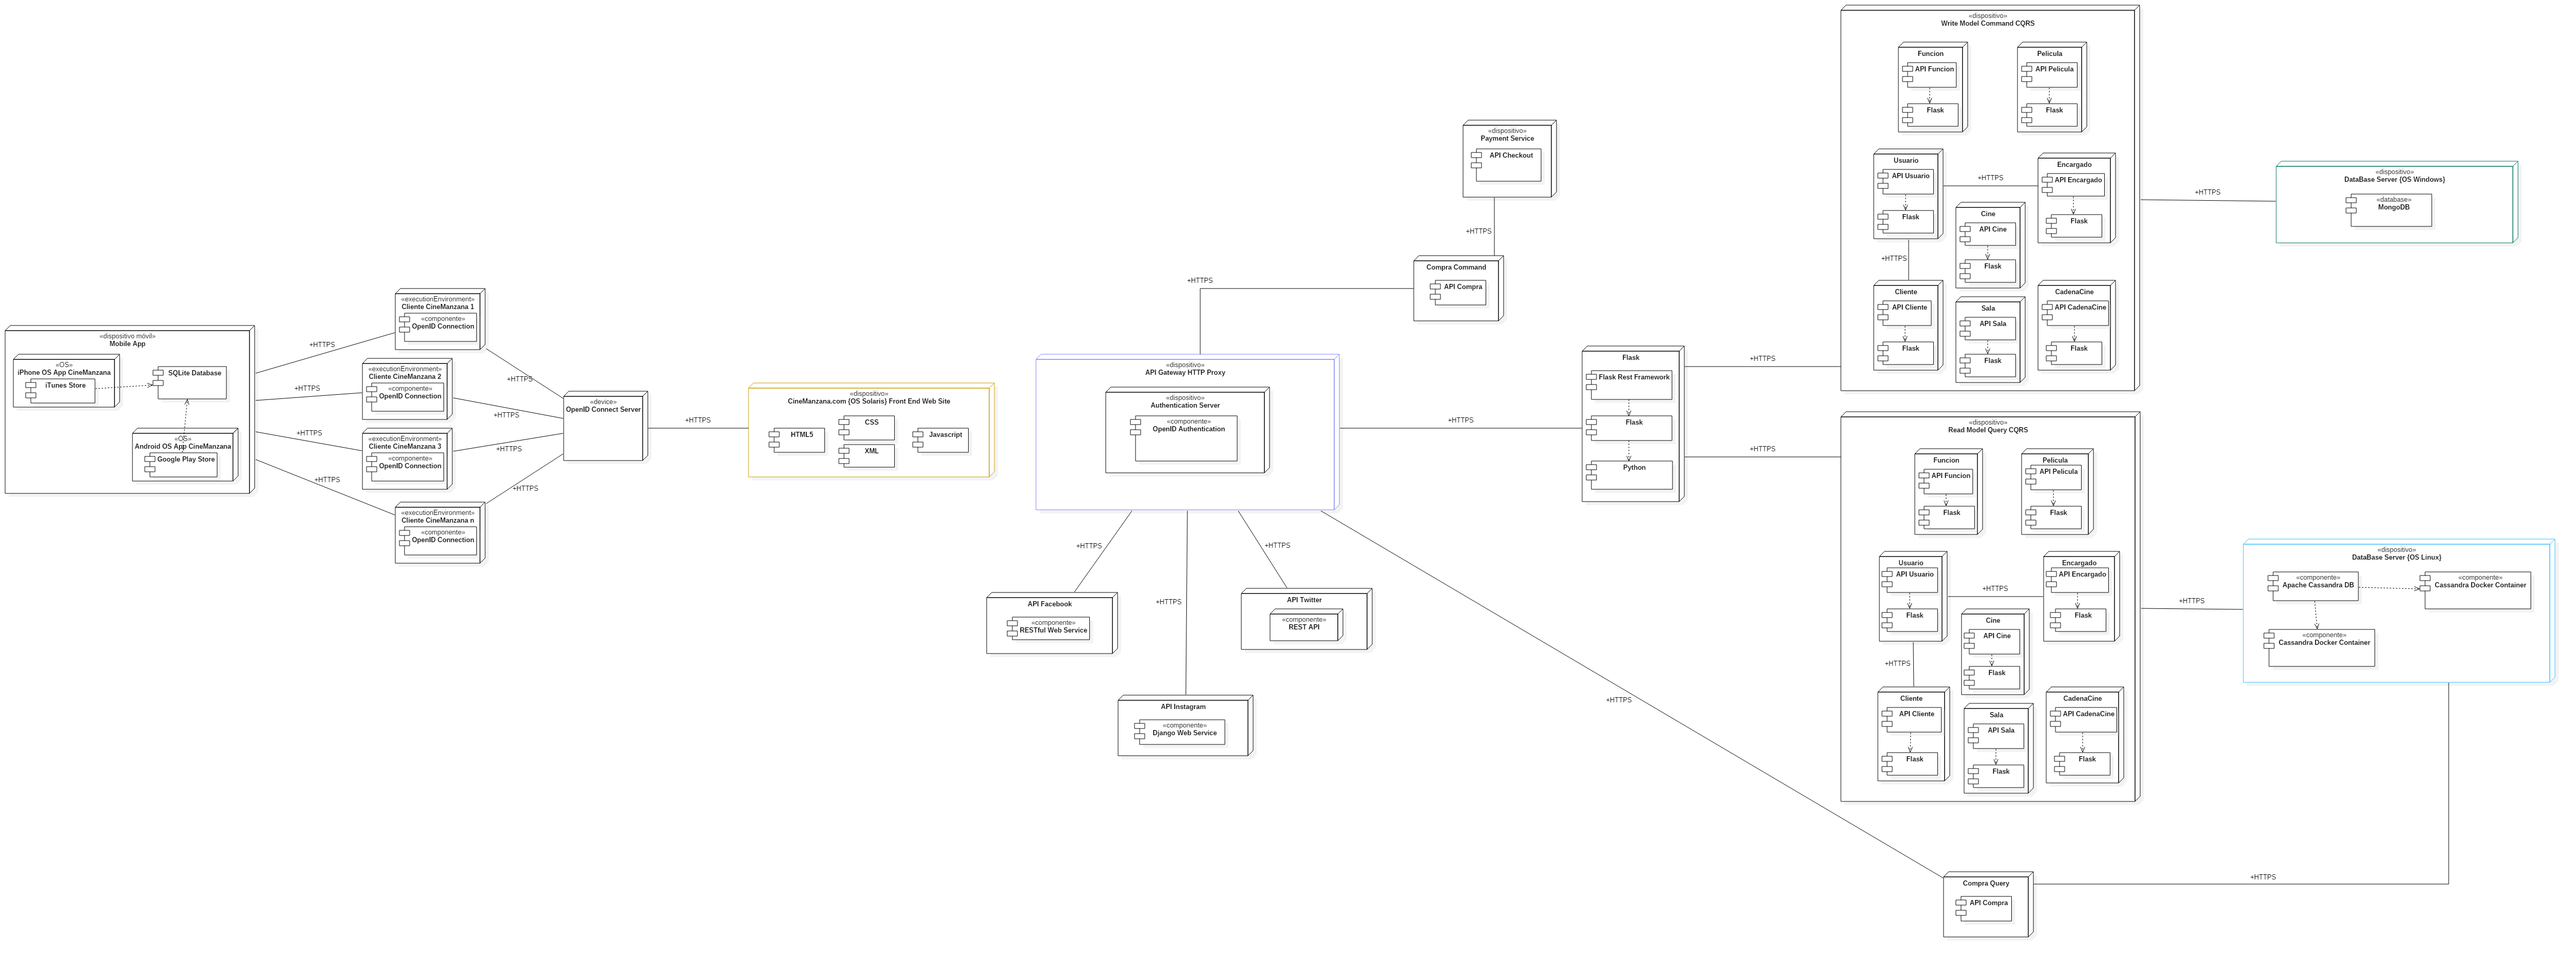 «dispositivo móvil»
Mobile App
«OS»
iPhone OS App CineManzana
iTunes Store
SQLite Database
«OS»
Android OS App CineManzana
Google Play Store
+HTTPS
+HTTPS
+HTTPS
+HTTPS
«executionEnvironment»
Cliente CineManzana 1
«componente»
OpenID Connection
«executionEnvironment»
Cliente CineManzana 2
«componente»
OpenID Connection
«executionEnvironment»
Cliente CineManzana 3
«componente»
OpenID Connection
«executionEnvironment»
Cliente CineManzana n
«componente»
OpenID Connection
+HTTPS
+HTTPS
+HTTPS
+HTTPS
«device»
OpenID Connect Server
+HTTPS
«dispositivo»
CineManzana.com {OS Solaris} Front End Web Site
HTML5
CSS
XML
Javascript
«dispositivo»
API Gateway HTTP Proxy
«dispositivo»
Authentication Server
«componente»
OpenID Authentication
+HTTPS
+HTTPS
+HTTPS
API Facebook
«componente»
RESTful Web Service
API Instagram
«componente»
Django Web Service
API Twitter
«componente»
REST API
+HTTPS
Compra Command
API Compra
+HTTPS
«dispositivo»
Payment Service
API Checkout
+HTTPS
Flask
Flask Rest Framework
Flask
Python
+HTTPS
+HTTPS
«dispositivo»
Write Model Command CQRS
Funcion
API Funcion
Flask
Pelicula
API Pelicula
Flask
Usuario
API Usuario
Flask
+HTTPS
Encargado
API Encargado
Flask
Cine
API Cine
Flask
+HTTPS
Cliente
API Cliente
Flask
Sala
API Sala
Flask
CadenaCine
API CadenaCine
Flask
+HTTPS
«dispositivo»
DataBase Server {OS Windows}
«database»
MongoDB
«dispositivo»
Read Model Query CQRS
Funcion
API Funcion
Flask
Pelicula
API Pelicula
Flask
Usuario
API Usuario
Flask
+HTTPS
Encargado
API Encargado
Flask
Cine
API Cine
Flask
+HTTPS
Cliente
API Cliente
Flask
Sala
API Sala
Flask
CadenaCine
API CadenaCine
Flask
+HTTPS
«dispositivo»
DataBase Server {OS Linux}
«componente»
Apache Cassandra DB
«componente»
Cassandra Docker Container
«componente»
Cassandra Docker Container
+HTTPS
Compra Query
API Compra
+HTTPS